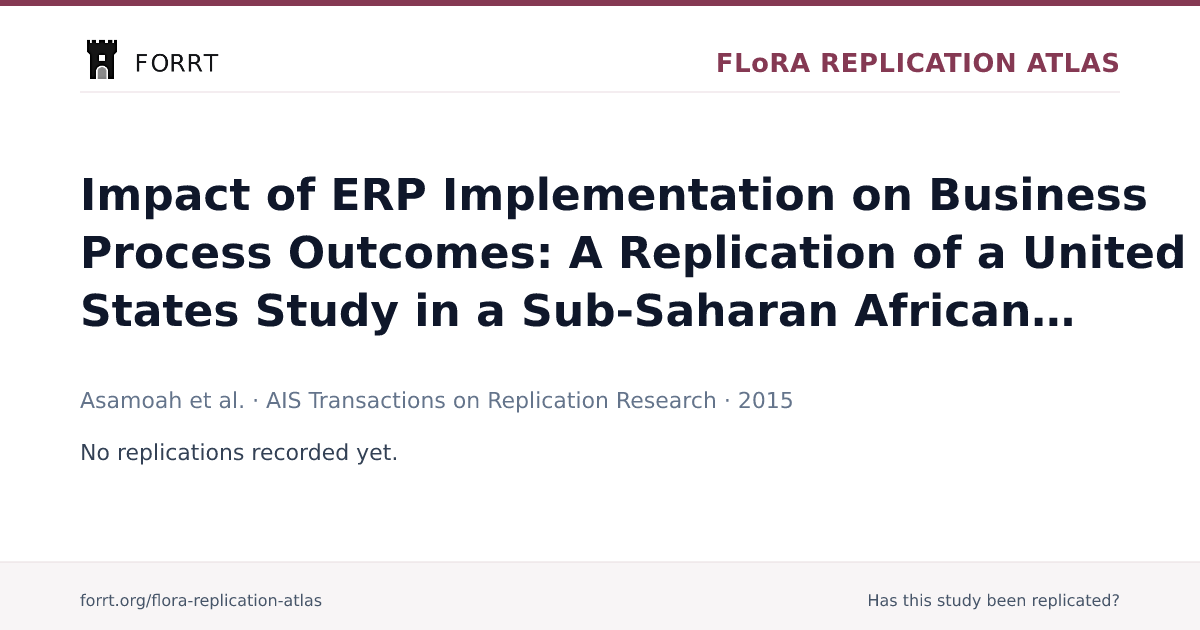 FORRT
FLoRA REPLICATION ATLAS
Impact of ERP Implementation on Business
Process Outcomes: A Replication of a United
States Study in a Sub-Saharan African…
Asamoah et al. · AIS Transactions on Replication Research · 2015
No replications recorded yet.
forrt.org/flora-replication-atlas
Has this study been replicated?